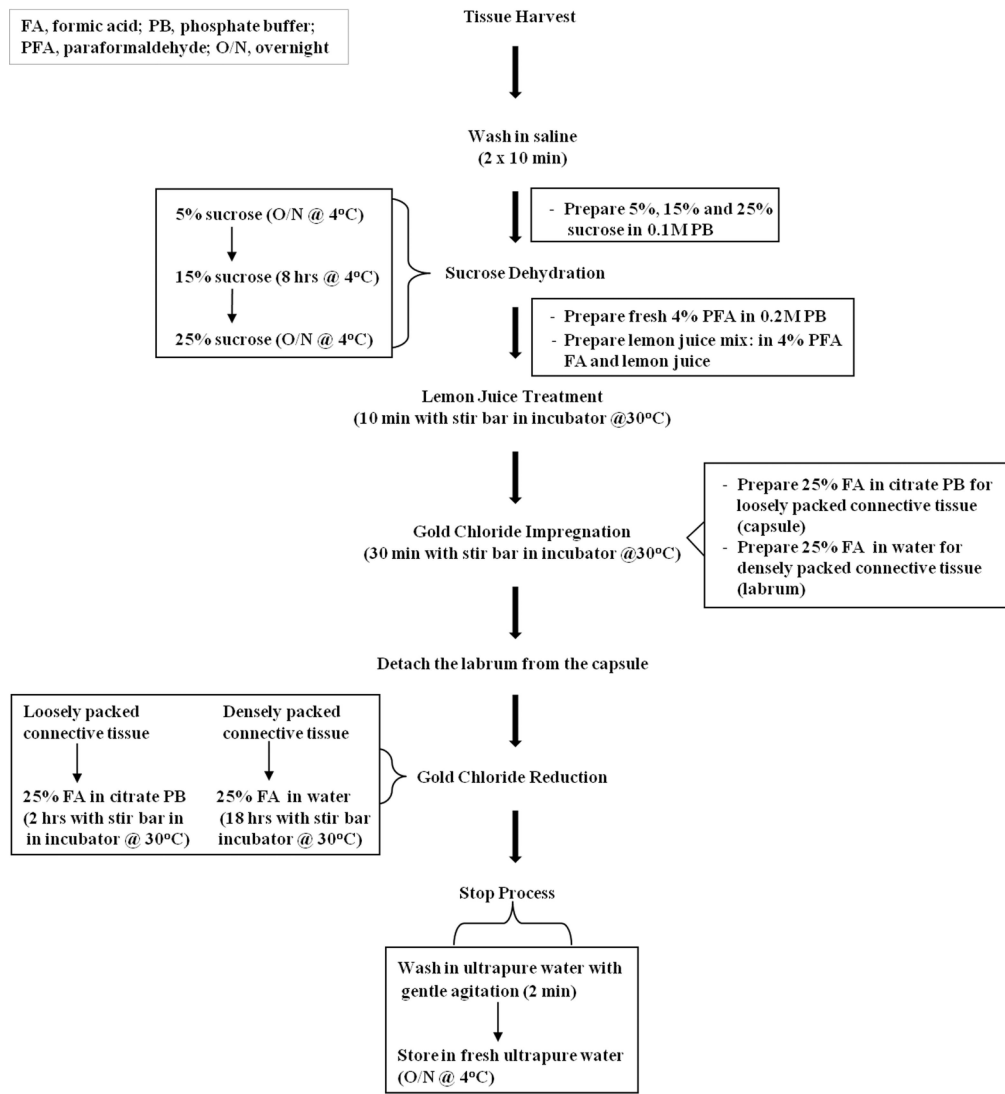 FA, formic acid; PB, phosphate buffer;
PFA, paraformaldehyde; O/N, overnight
Tissue Harvest
Wash in saline
(2 x 10 min)
- Prepare 5%, 15% and 25%
sucrose in 0.1M PB
5% sucrose (O/N @ 4°C)
15% sucrose (8 hrs @ 4°C)
25% sucrose (O/N @ 4°C)
Sucrose Dehydration
- Prepare fresh 4% PFA in 0.2M PB
- Prepare lemon juice mix: in 4% PFA
FA and lemon juice
Lemon Juice Treatment
(10 min with stir bar in incubator @30°C)
Gold Chloride Impregnation
(30 min with stir bar in incubator @30°C)
- Prepare 25% FA in citrate PB for
loosely packed connective tissue
(capsule)
- Prepare 25% FA in water for
densely packed connective tissue
(labrum)
Detach the labrum from the capsule
Loosely packed
connective tissue
25% FA in citrate PB
(2 hrs with stir bar in
in incubator @ 30°C)
Densely packed
connective tissue
25% FA in water
(18 hrs with stir bar
incubator @ 30°C)
Gold Chloride Reduction
Stop Process
Wash in ultrapure water with
gentle agitation (2 min)
Store in fresh ultrapure water
(O/N @ 4°C)